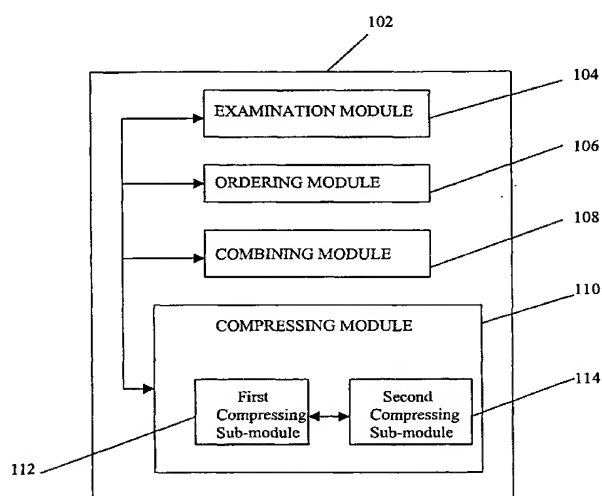 102
EXAMINATION MODULE
104
ORDERING MODULE
106
COMBINING MODULE
108
COMPRESSING MODULE
110
First
Compressing
Sub-module
Second
Compressing
Sub-module
114
112